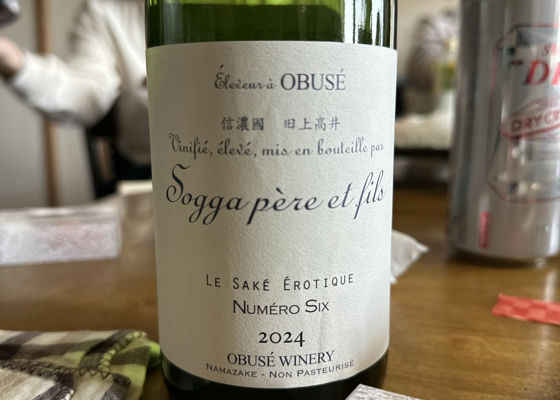 Éleveur à OBUSÉ
信濃國 旧上高井
Vinifié, élevé, mis en bouteille par
Sogga père et fils
LE SAKÉ ÉROTIQUE
NUMÉRO SIX
2024
OBUSÉ WINERY
NAMAZAKE - NON PASTEURISÉ